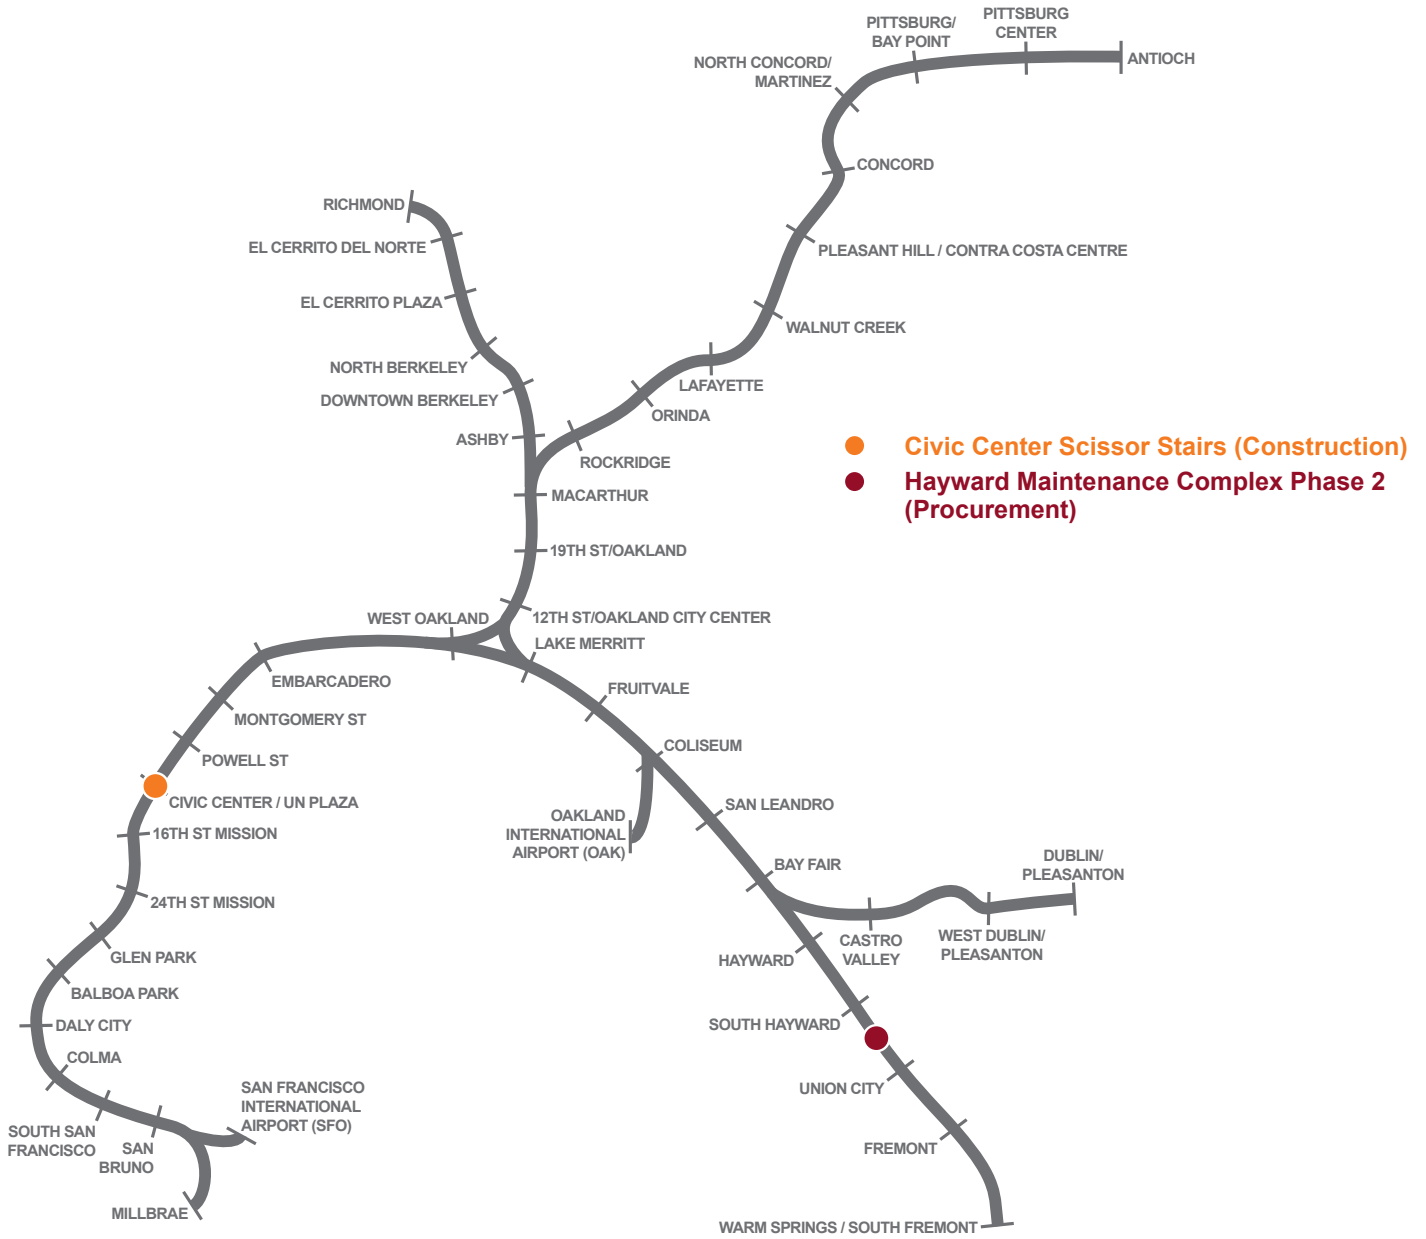 PITTSBURG/
BAY POINT
PITTSBURG
CENTER
ANTIOCH
NORTH CONCORD/
MARTINEZ
CONCORD
RICHMOND
EL CERRITO DEL NORTE
PLEASANT HILL / CONTRA COSTA CENTRE
EL CERRITO PLAZA
WALNUT CREEK
NORTH BERKELEY
LAFAYETTE
DOWNTOWN BERKELEY
ORINDA
ASHBY
ROCKRIDGE
Civic Center Scissor Stairs (Construction)
Hayward Maintenance Complex Phase 2
(Procurement)
MACARTHUR
19TH ST/OAKLAND
WEST OAKLAND
12TH ST/OAKLAND CITY CENTER
LAKE MERRITT
EMBARCADERO
FRUITVALE
MONTGOMERY ST
COLISEUM
POWELL ST
CIVIC CENTER / UN PLAZA
SAN LEANDRO
OAKLAND
INTERNATIONAL
AIRPORT (OAK)
16TH ST MISSION
BAY FAIR
DUBLIN/
PLEASANTON
24TH ST MISSION
CASTRO
VALLEY
WEST DUBLIN/
PLEASANTON
GLEN PARK
HAYWARD
BALBOA PARK
DALY CITY
SOUTH HAYWARD
COLMA
UNION CITY
SAN FRANCISCO
INTERNATIONAL
AIRPORT (SFO)
SOUTH SAN
FRANCISCO
SAN
BRUNO
FREMONT
MILLBRAE
WARM SPRINGS / SOUTH FREMONT